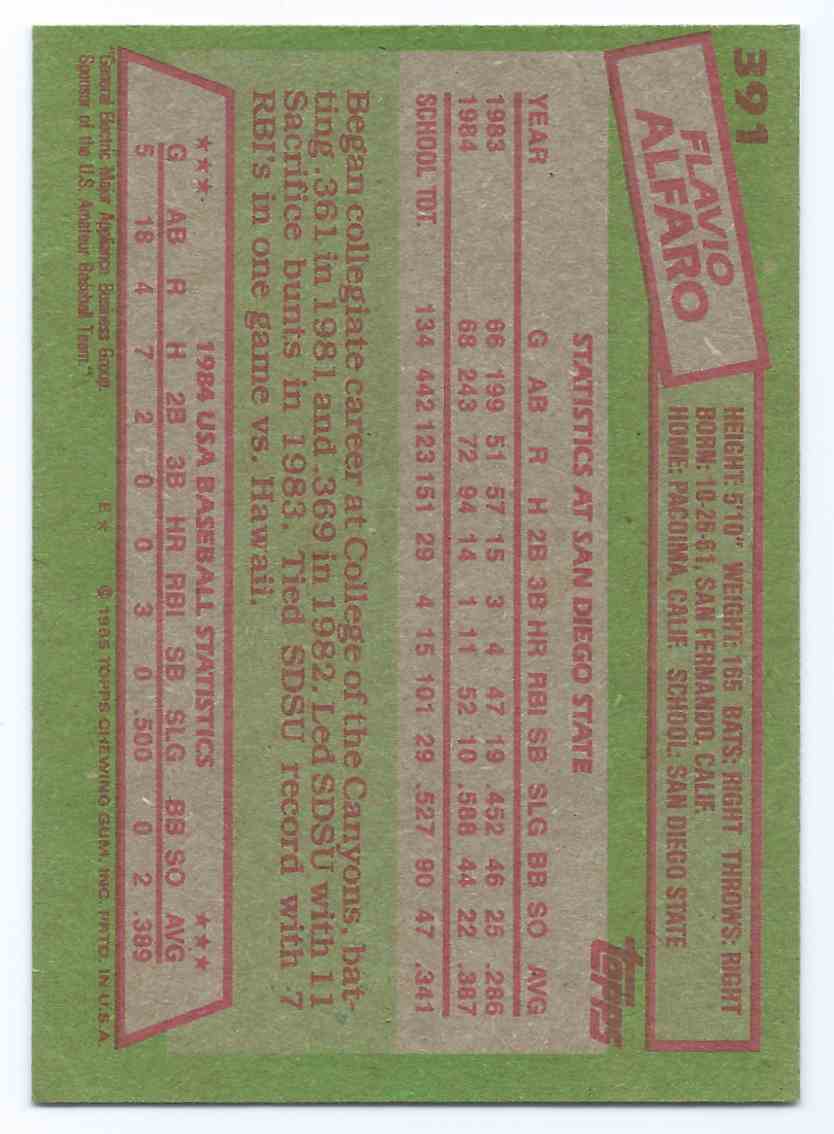 391
FLAVIO
ALFARO
HEIGHT: 5'10" WEIGHT: 165 BATS: RIGHT THROWS: RIGHT
BORN: 10-25-61, SAN FERNANDO, CALIF.
HOME: PACOIMA, CALIF. SCHOOL: SAN DIEGO STATE
topps
STATISTICS AT SAN DIEGO STATE
YEAR G AB R H 2B 3B HR RBI SB SLG BB SO AVG
1983 66 199 51 57 15 3 4 47 19 .452 46 25 .286
1984 68 243 72 94 14 1 11 52 10 .588 44 22 .387
SCHOOL TOT. 134 442 123 151 29 4 15 101 29 .527 90 47 .341
Began collegiate career at College of the Canyons, bat-
ting .361 in 1981 and .369 in 1982. Led SDSU with 11
Sacrifice bunts in 1983. Tied SDSU record with 7
RBI's in one game vs. Hawaii.
★★★ 1984 USA BASEBALL STATISTICS ★★★
G AB R H 2B 3B HR RBI SB SLG BB SO AVG
5 18 4 7 2 0 0 3 0 .500 0 2 .389
"General Electric Major Appliance Business Group,
Sponsor of the U.S. Amateur Baseball Team."
E* © 1985 TOPPS CHEWING GUM, INC. PRTD. IN U.S.A.